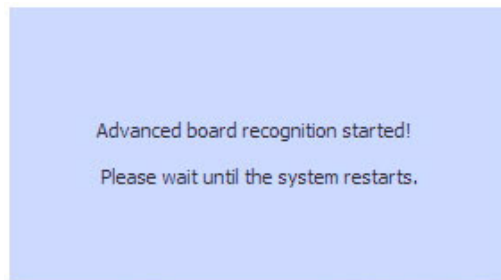 Advanced board recognition started!
Please wait until the system restarts.